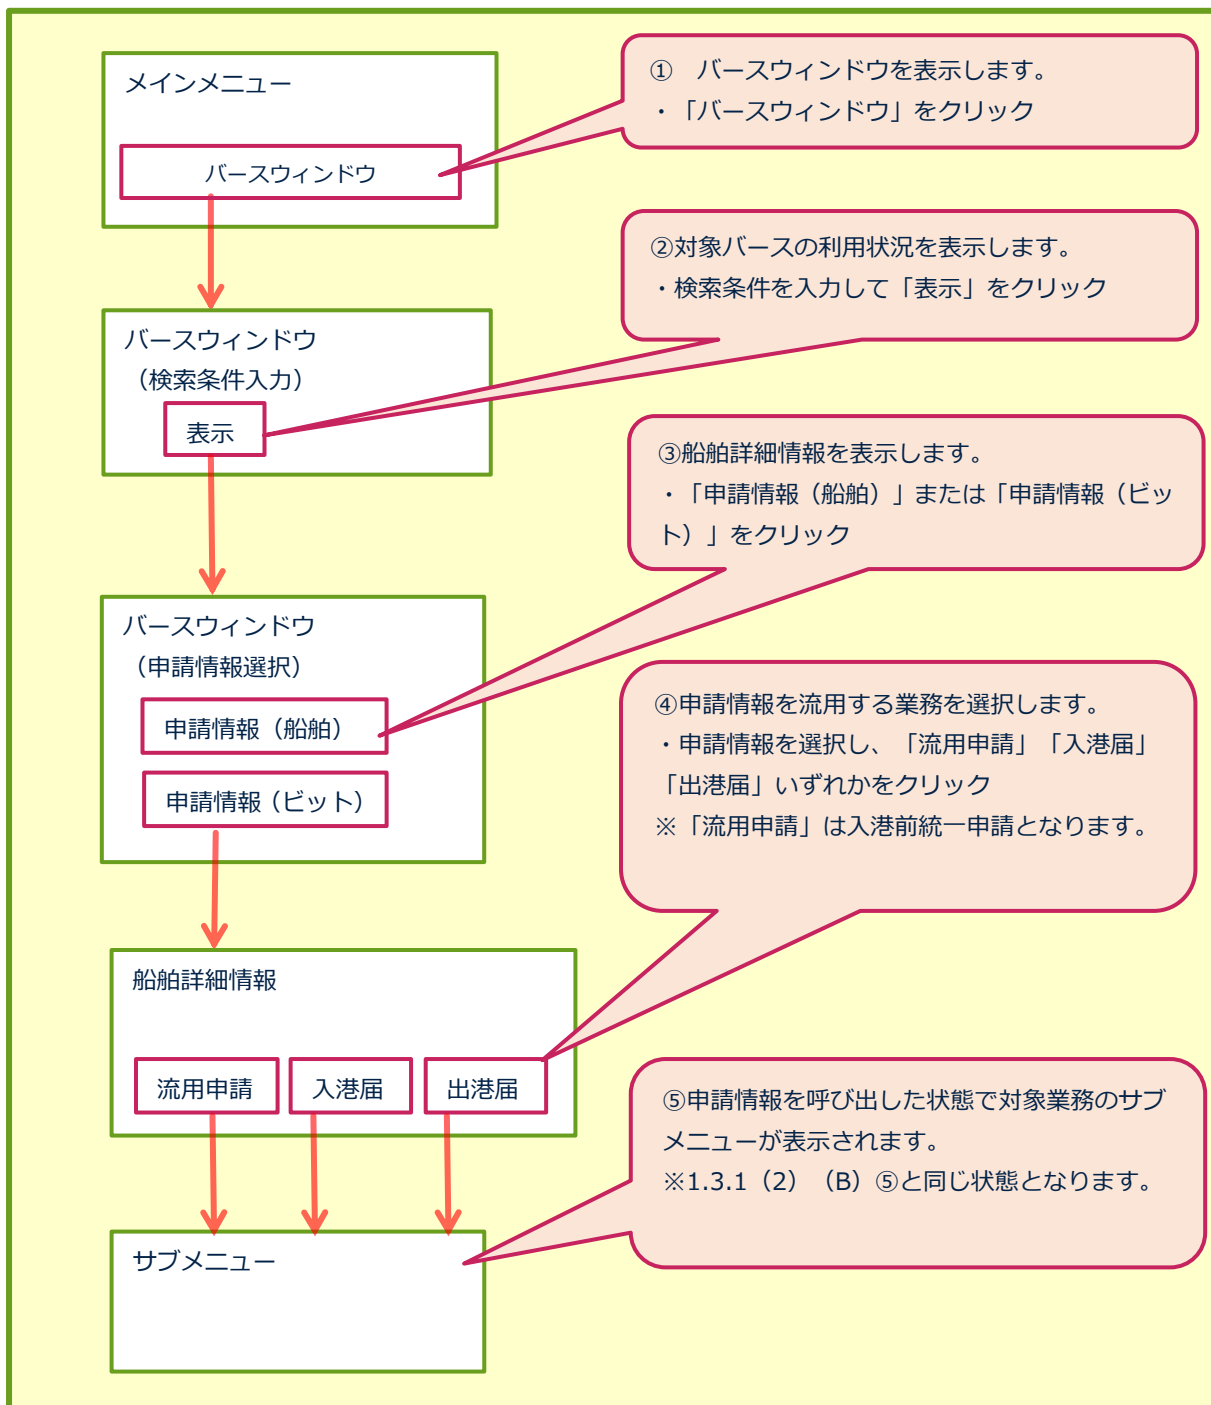 メインメニュー
バースウィンドウ
①　バースウィンドウを表示します。
・「バースウィンドウ」をクリック
②対象バースの利用状況を表示します。
・検索条件を入力して「表示」をクリック
バースウィンドウ
（検索条件入力）
表示
③船舶詳細情報を表示します。
・「申請情報（船舶）」または「申請情報（ビッ
ト）」をクリック
バースウィンドウ
（申請情報選択）
申請情報（船舶）
申請情報（ビット）
④申請情報を流用する業務を選択します。
・申請情報を選択し、「流用申請」「入港届」
「出港届」いずれかをクリック
※「流用申請」は入港前統一申請となります。
船舶詳細情報
流用申請
入港届
出港届
⑤申請情報を呼び出した状態で対象業務のサブ
メニューが表示されます。
※1.3.1（2）（B）⑤と同じ状態となります。
サブメニュー